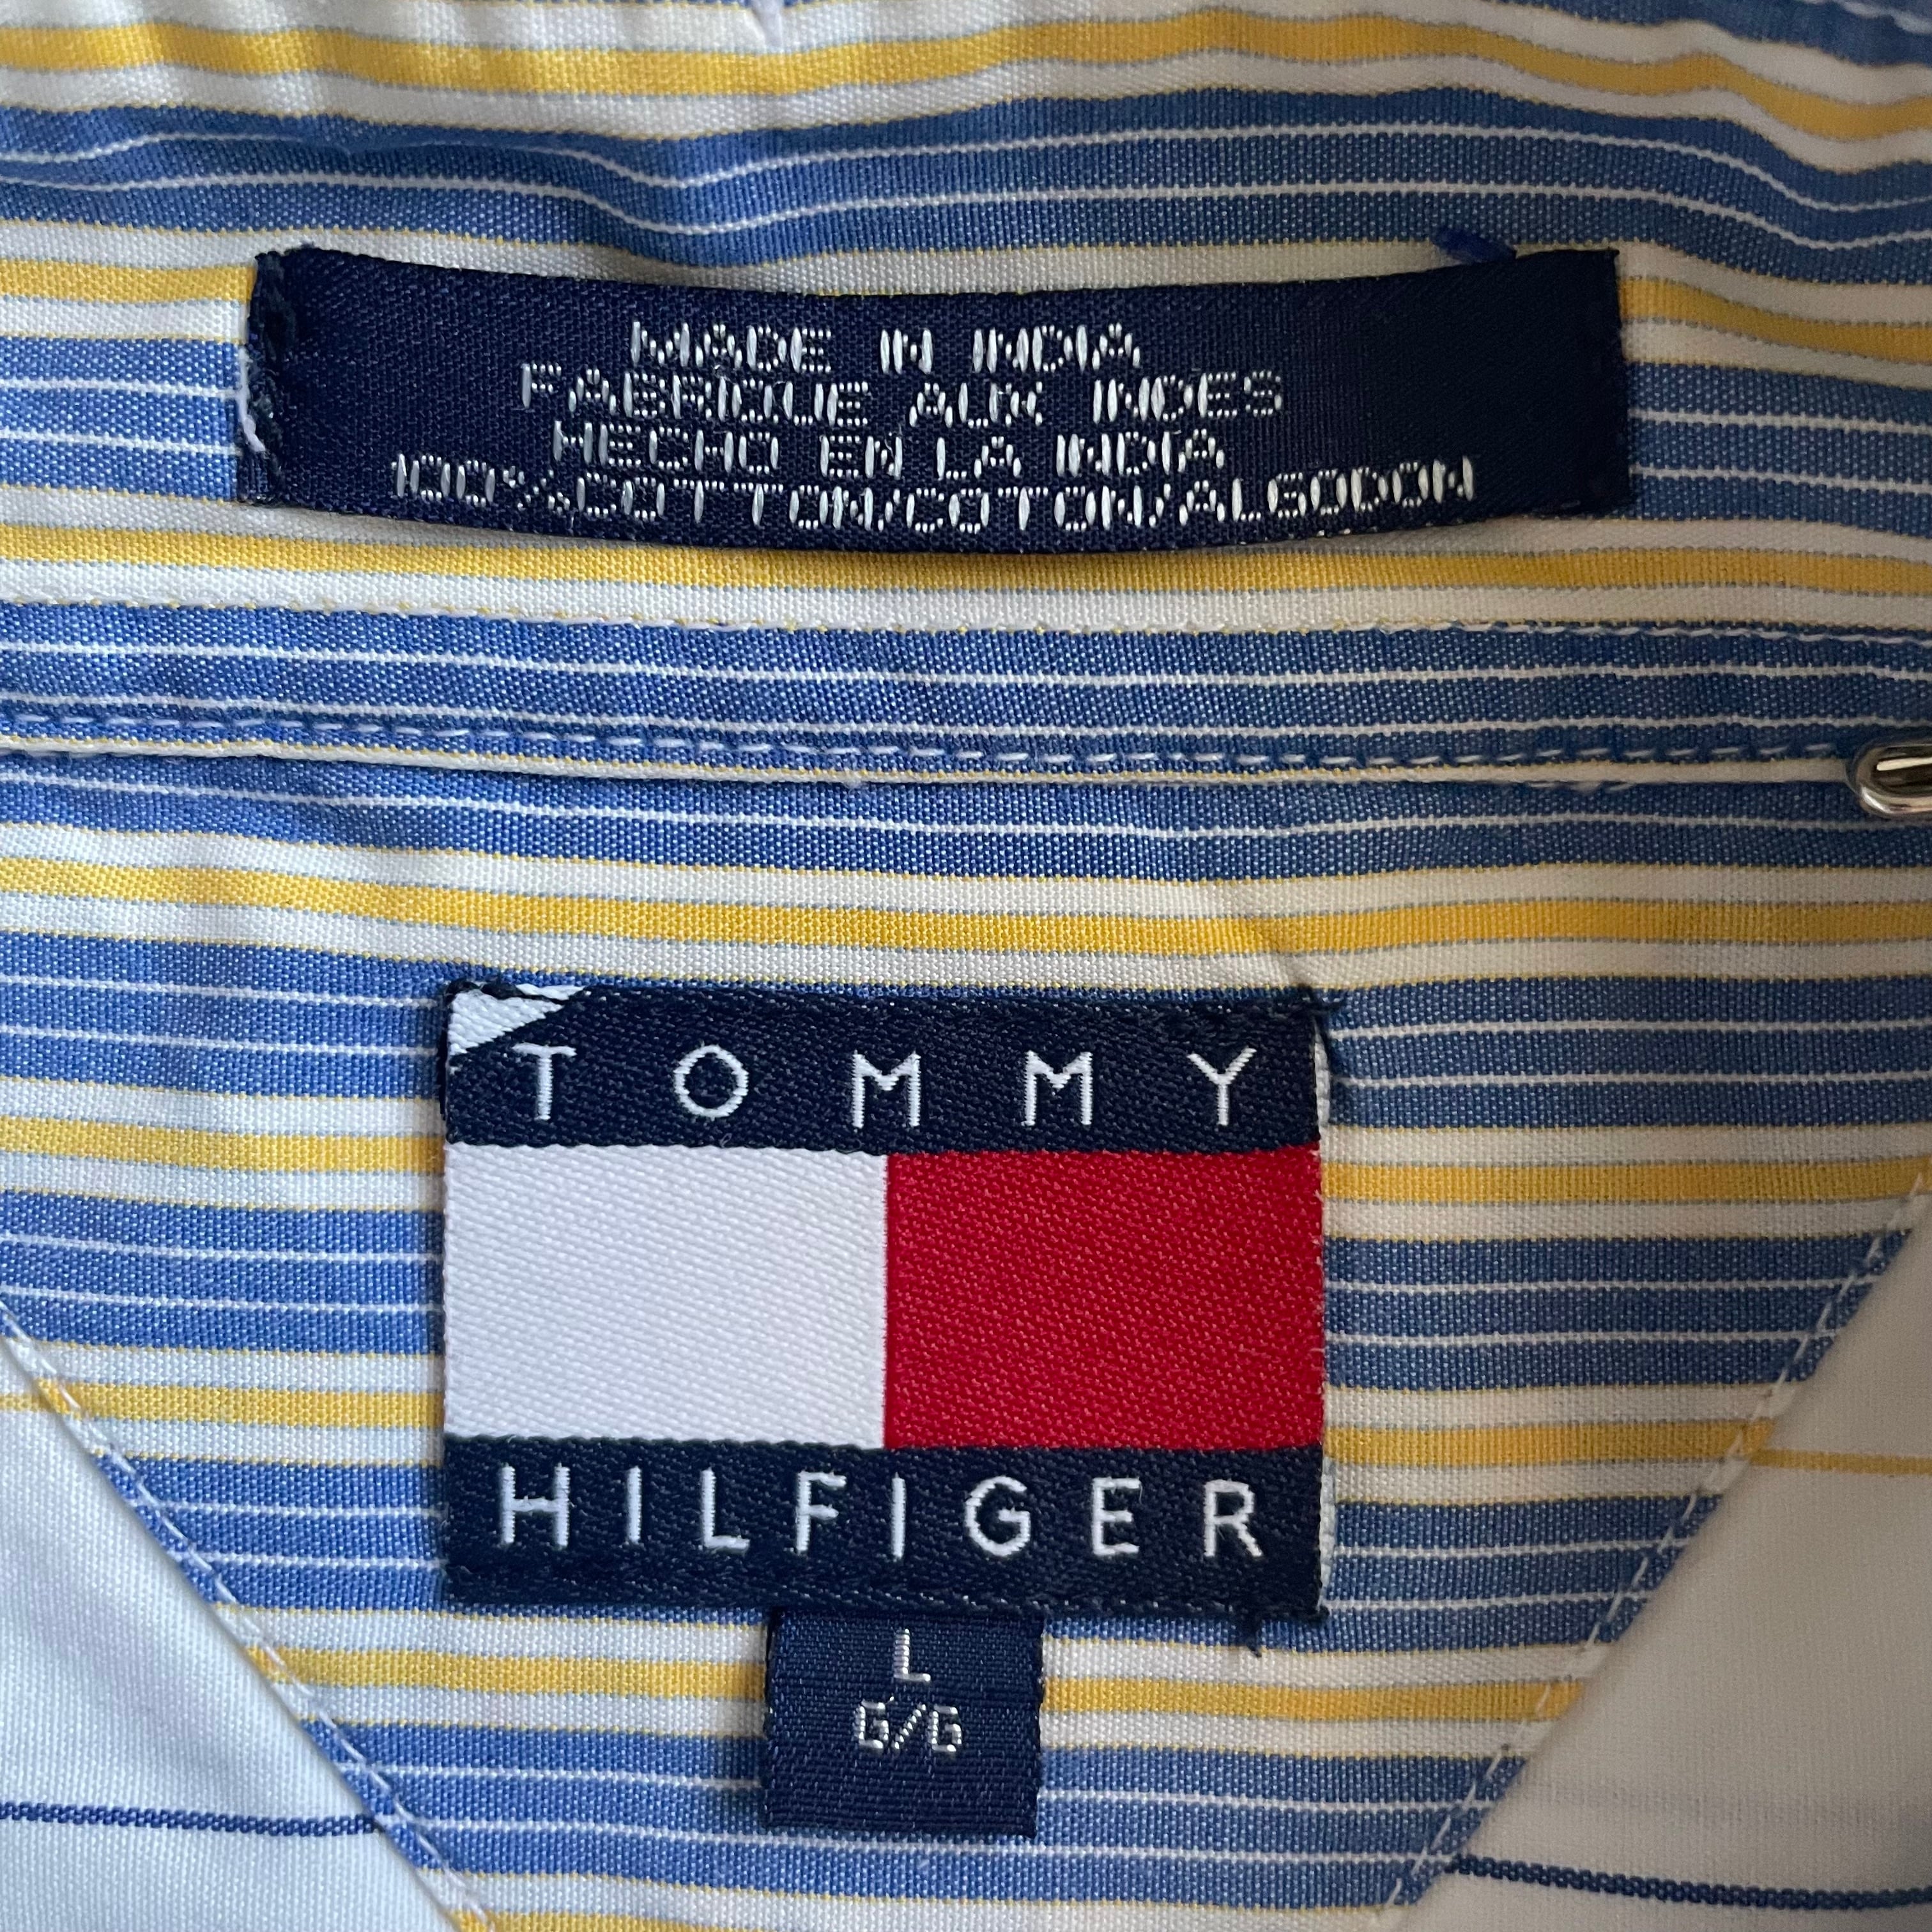 MADE IN INDIA
FABRIQUE AUX INDES
HECHO EN LA INDIA
100%COTTON/COTON/ALGODON
TOMMY
HILFIGER
L
G/G